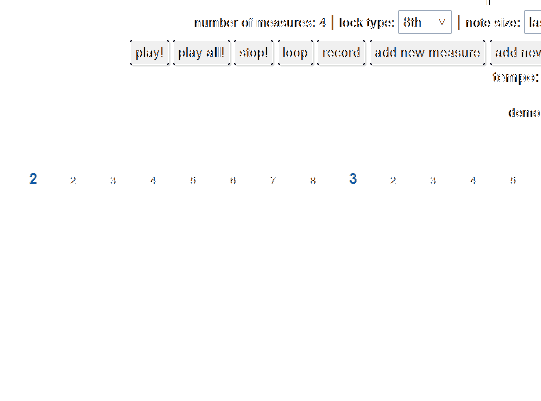 number of measures: 4 | lock type: 8th | note size: las
play! play all! stop! loop record add new measure add new
tempo:
demo
2 2 3 4 5 6 7 8 3 2 3 4 5